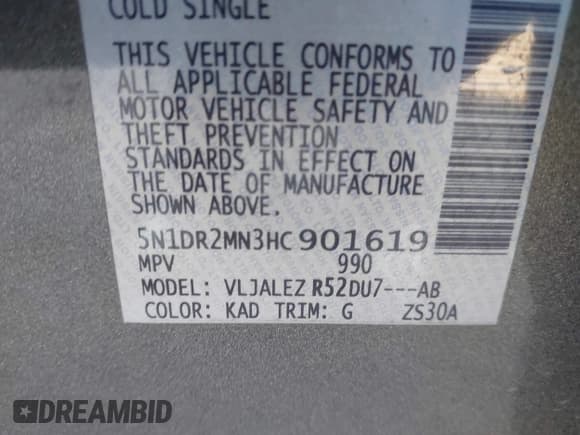 COLD SINGLE
THIS VEHICLE CONFORMS TO
ALL APPLICABLE FEDERAL
MOTOR VEHICLE SAFETY AND
THEFT PREVENTION
STANDARDS IN EFFECT ON
THE DATE OF MANUFACTURE
SHOWN ABOVE.
5N1DR2MN3HC901619
MPV 990
MODEL: VLJALEZ R52DU7---AB
COLOR: KAD TRIM: G ZS30A
DREAMBID